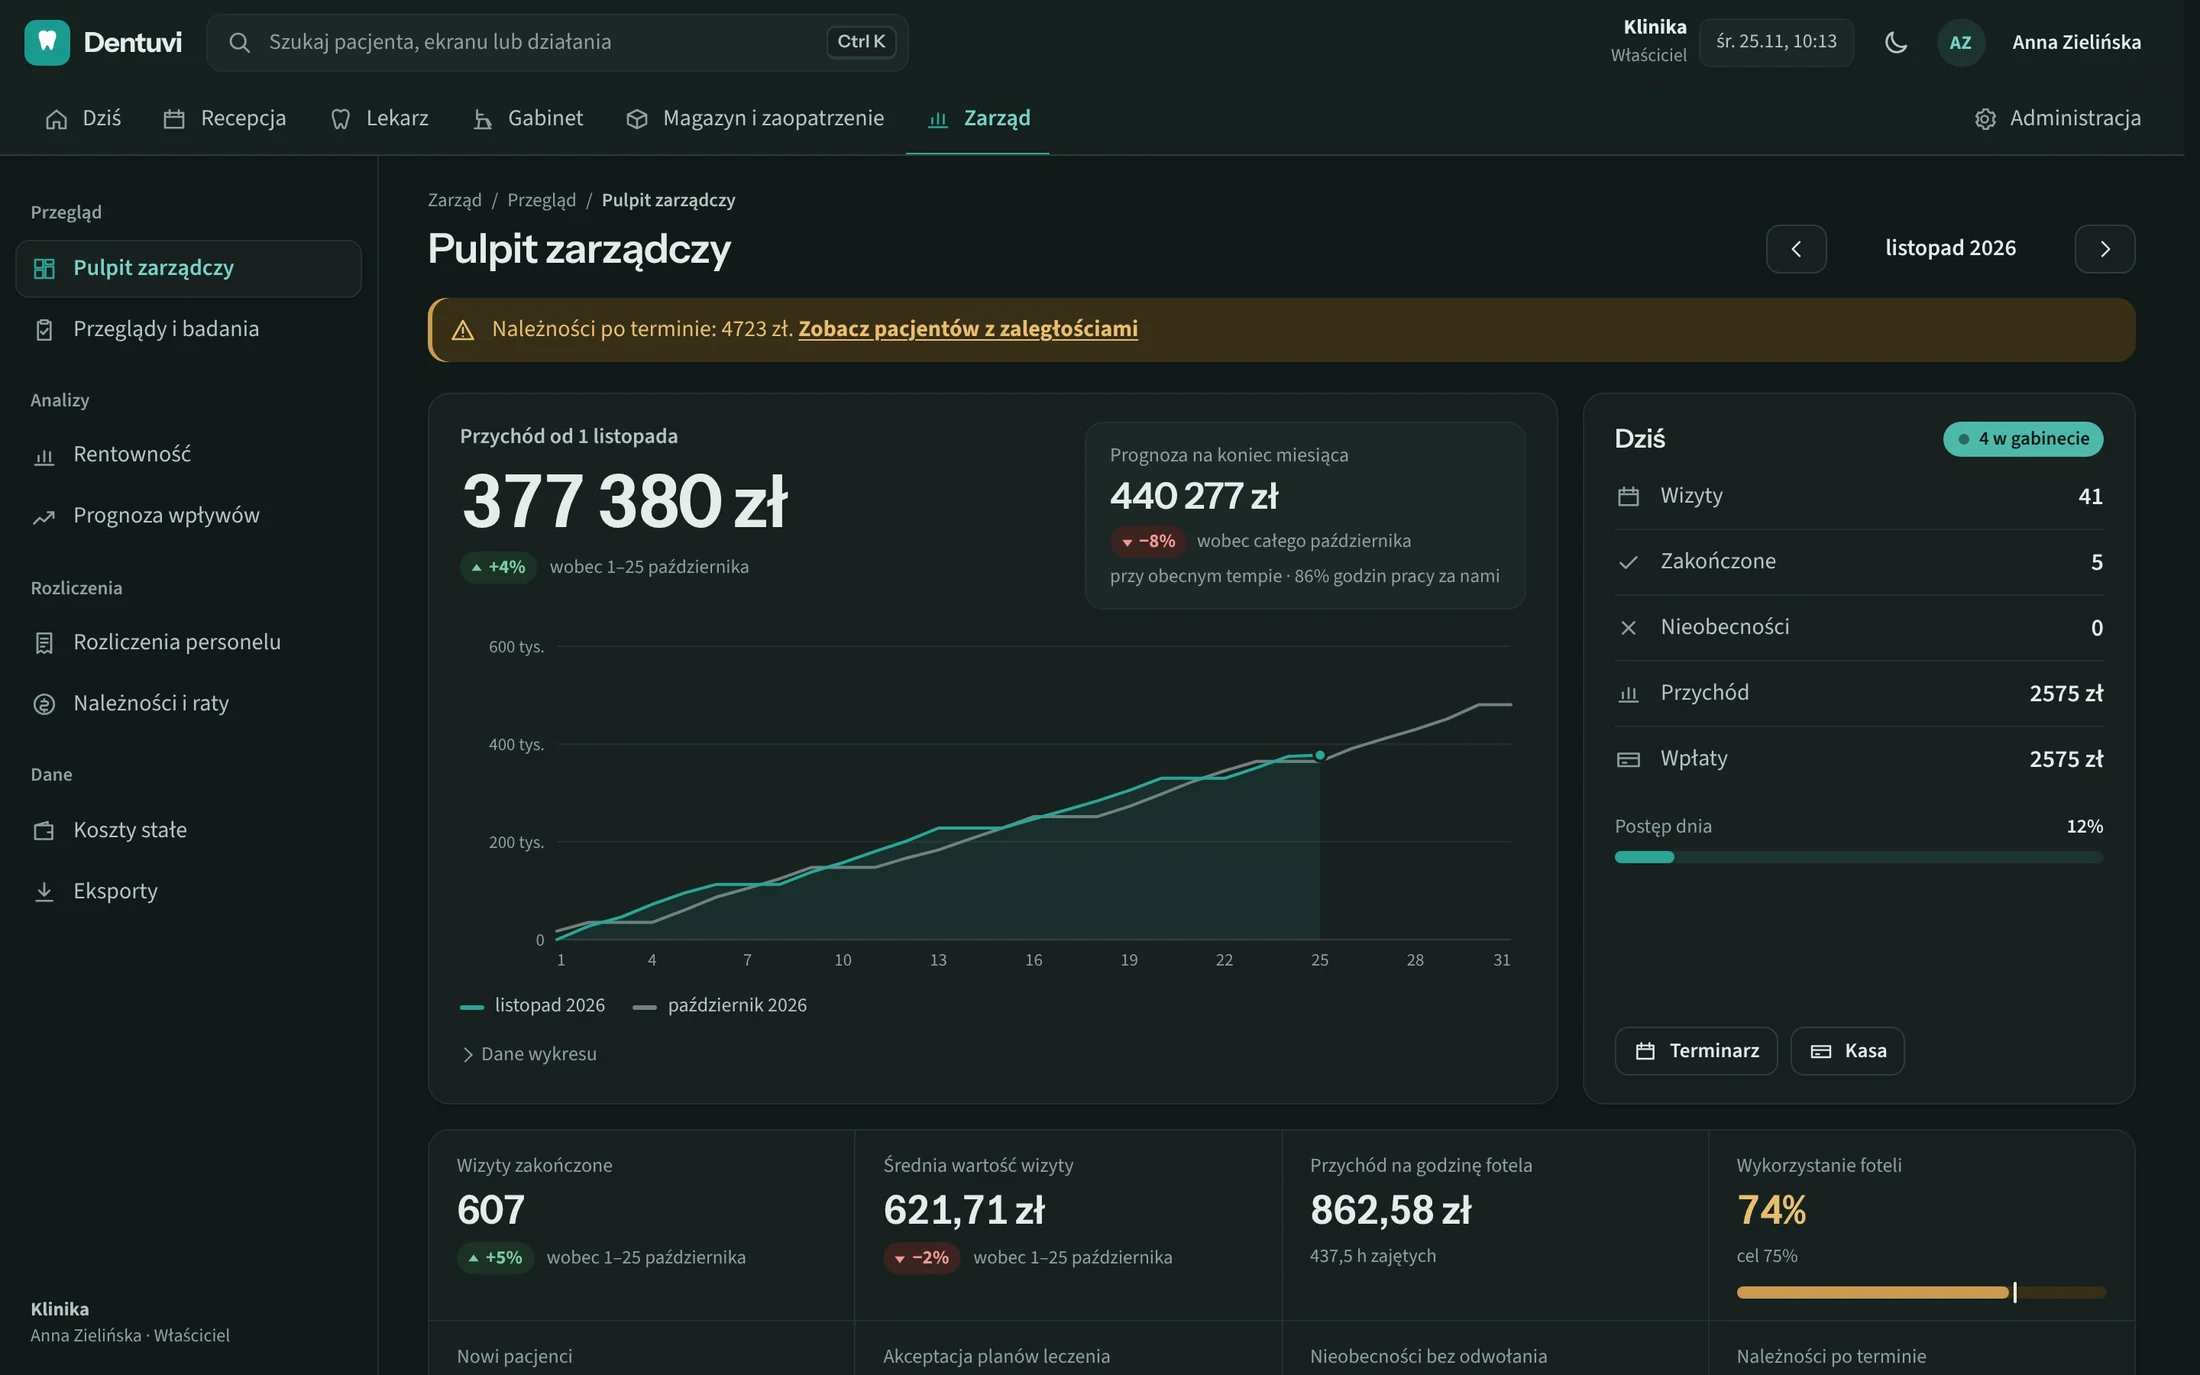 Dentuvi
Szukaj pacjenta, ekranu lub działania
Ctrl K
Klinika
Właściciel
śr. 25.11, 10:13
AZ
Anna Zielińska
Dziś
Recepcja
Lekarz
Gabinet
Magazyn i zaopatrzenie
Zarząd
Administracja
Przegląd
Pulpit zarządczy
Przeglądy i badania
Analizy
Rentowność
Prognoza wpływów
Rozliczenia
Rozliczenia personelu
Należności i raty
Dane
Koszty stałe
Eksporty
Klinika
Anna Zielińska · Właściciel
Zarząd / Przegląd / Pulpit zarządczy
Pulpit zarządczy
listopad 2026
Należności po terminie: 4723 zł. Zobacz pacjentów z zaległościami
Przychód od 1 listopada
377 380 zł
+4% wobec 1–25 października
Prognoza na koniec miesiąca
440 277 zł
−8% wobec całego października
przy obecnym tempie · 86% godzin pracy za nami
600 tys.
400 tys.
200 tys.
0
1 4 7 10 13 16 19 22 25 28 31
listopad 2026 październik 2026
Dane wykresu
Dziś
4 w gabinecie
Wizyty 41
Zakończone 5
Nieobecności 0
Przychód 2575 zł
Wpłaty 2575 zł
Postęp dnia 12%
Terminarz
Kasa
Wizyty zakończone
607
+5% wobec 1–25 października
Średnia wartość wizyty
621,71 zł
−2% wobec 1–25 października
Przychód na godzinę fotela
862,58 zł
437,5 h zajętych
Wykorzystanie foteli
74%
cel 75%
Nowi pacjenci
Akceptacja planów leczenia
Nieobecności bez odwołania
Należności po terminie